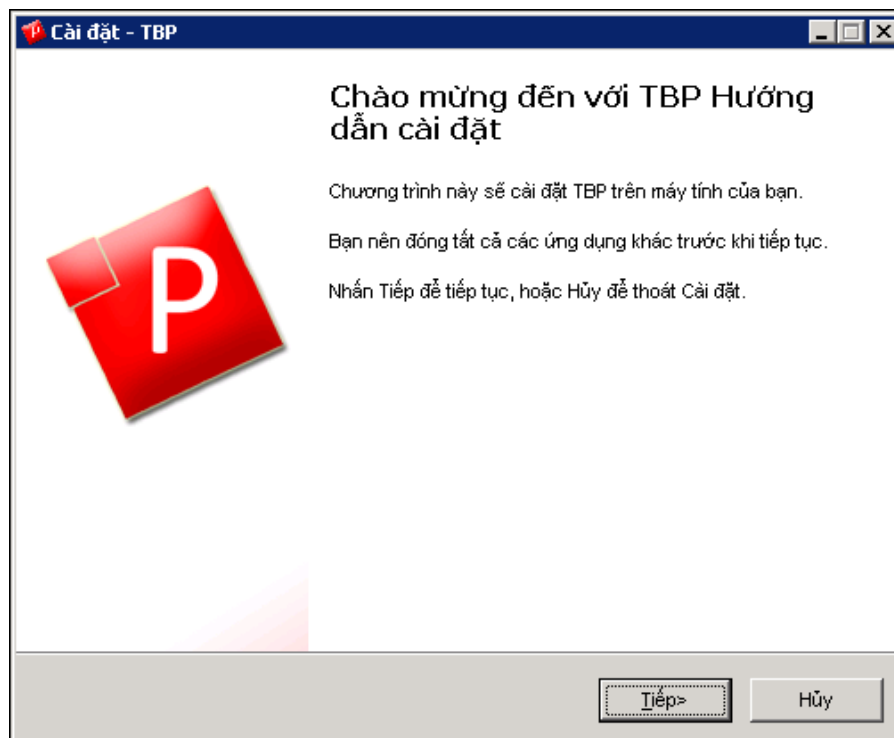 Cài đặt - TBP
Chào mừng đến với TBP Hướng
dẫn cài đặt
Chương trình này sẽ cài đặt TBP trên máy tính của bạn.
Bạn nên đóng tất cả các ứng dụng khác trước khi tiếp tục.
Nhấn Tiếp để tiếp tục, hoặc Hủy để thoát Cài đặt.
P
Tiếp>
Hủy